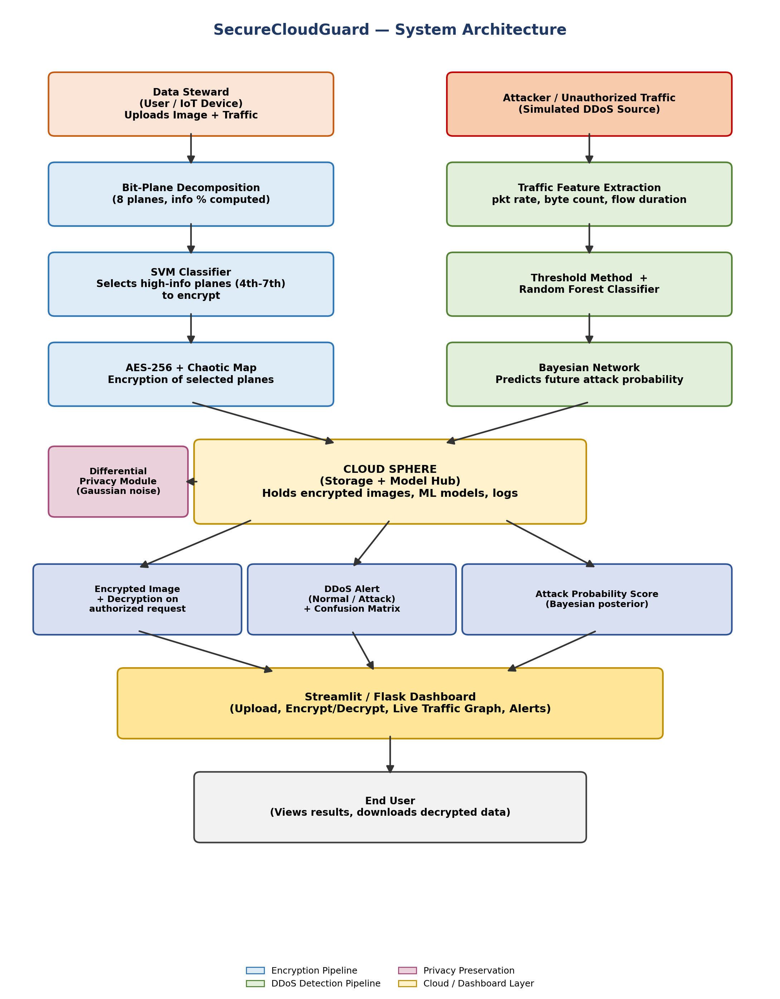 SecureCloudGuard — System Architecture
Data Steward
(User / IoT Device)
Uploads Image + Traffic
Attacker / Unauthorized Traffic
(Simulated DDoS Source)
Bit-Plane Decomposition
(8 planes, info % computed)
Traffic Feature Extraction
pkt rate, byte count, flow duration
SVM Classifier
Selects high-info planes (4th-7th)
to encrypt
Threshold Method  +
Random Forest Classifier
AES-256 + Chaotic Map
Encryption of selected planes
Bayesian Network
Predicts future attack probability
Differential
Privacy Module
(Gaussian noise)
CLOUD SPHERE
(Storage + Model Hub)
Holds encrypted images, ML models, logs
Encrypted Image
+ Decryption on
authorized request
DDoS Alert
(Normal / Attack)
+ Confusion Matrix
Attack Probability Score
(Bayesian posterior)
Streamlit / Flask Dashboard
(Upload, Encrypt/Decrypt, Live Traffic Graph, Alerts)
End User
(Views results, downloads decrypted data)
Encryption Pipeline
DDoS Detection Pipeline
Privacy Preservation
Cloud / Dashboard Layer